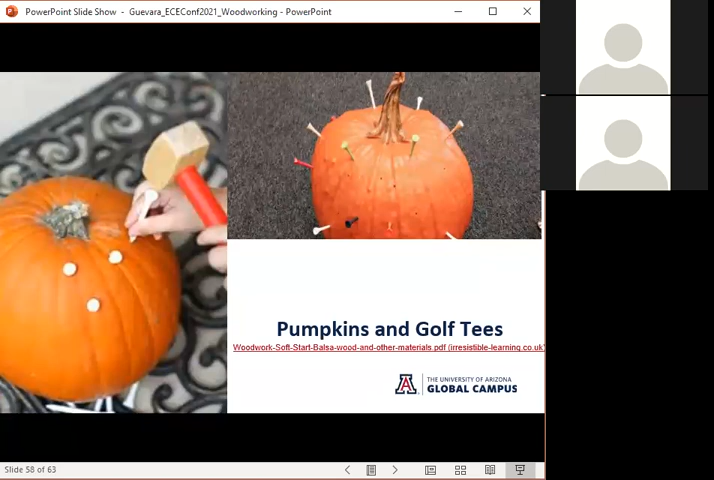 PowerPoint Slide Show - Guevara_ECEConf2021_Woodworking - PowerPoint
Pumpkins and Golf Tees
Woodwork-Soft-Start-Balsa-wood-and-other-materials.pdf (irresistible-learning.co.uk)
THE UNIVERSITY OF ARIZONA
GLOBAL CAMPUS
Slide 58 of 63